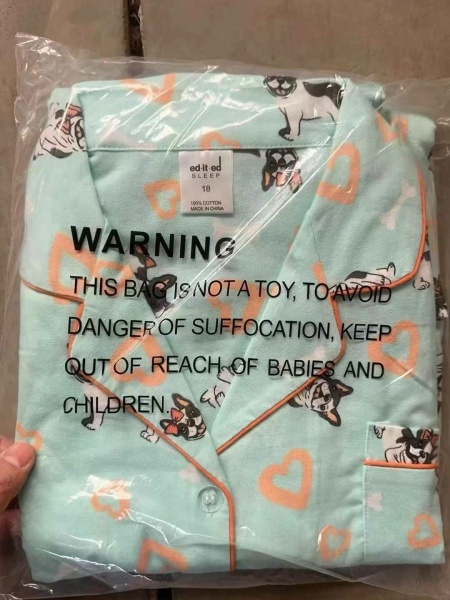 ed·it·ed
SLEEP
18
100% COTTON
MADE IN CHINA
WARNING
THIS BAG IS NOT A TOY, TO AVOID
DANGER OF SUFFOCATION, KEEP
OUT OF REACH OF BABIES AND
CHILDREN.